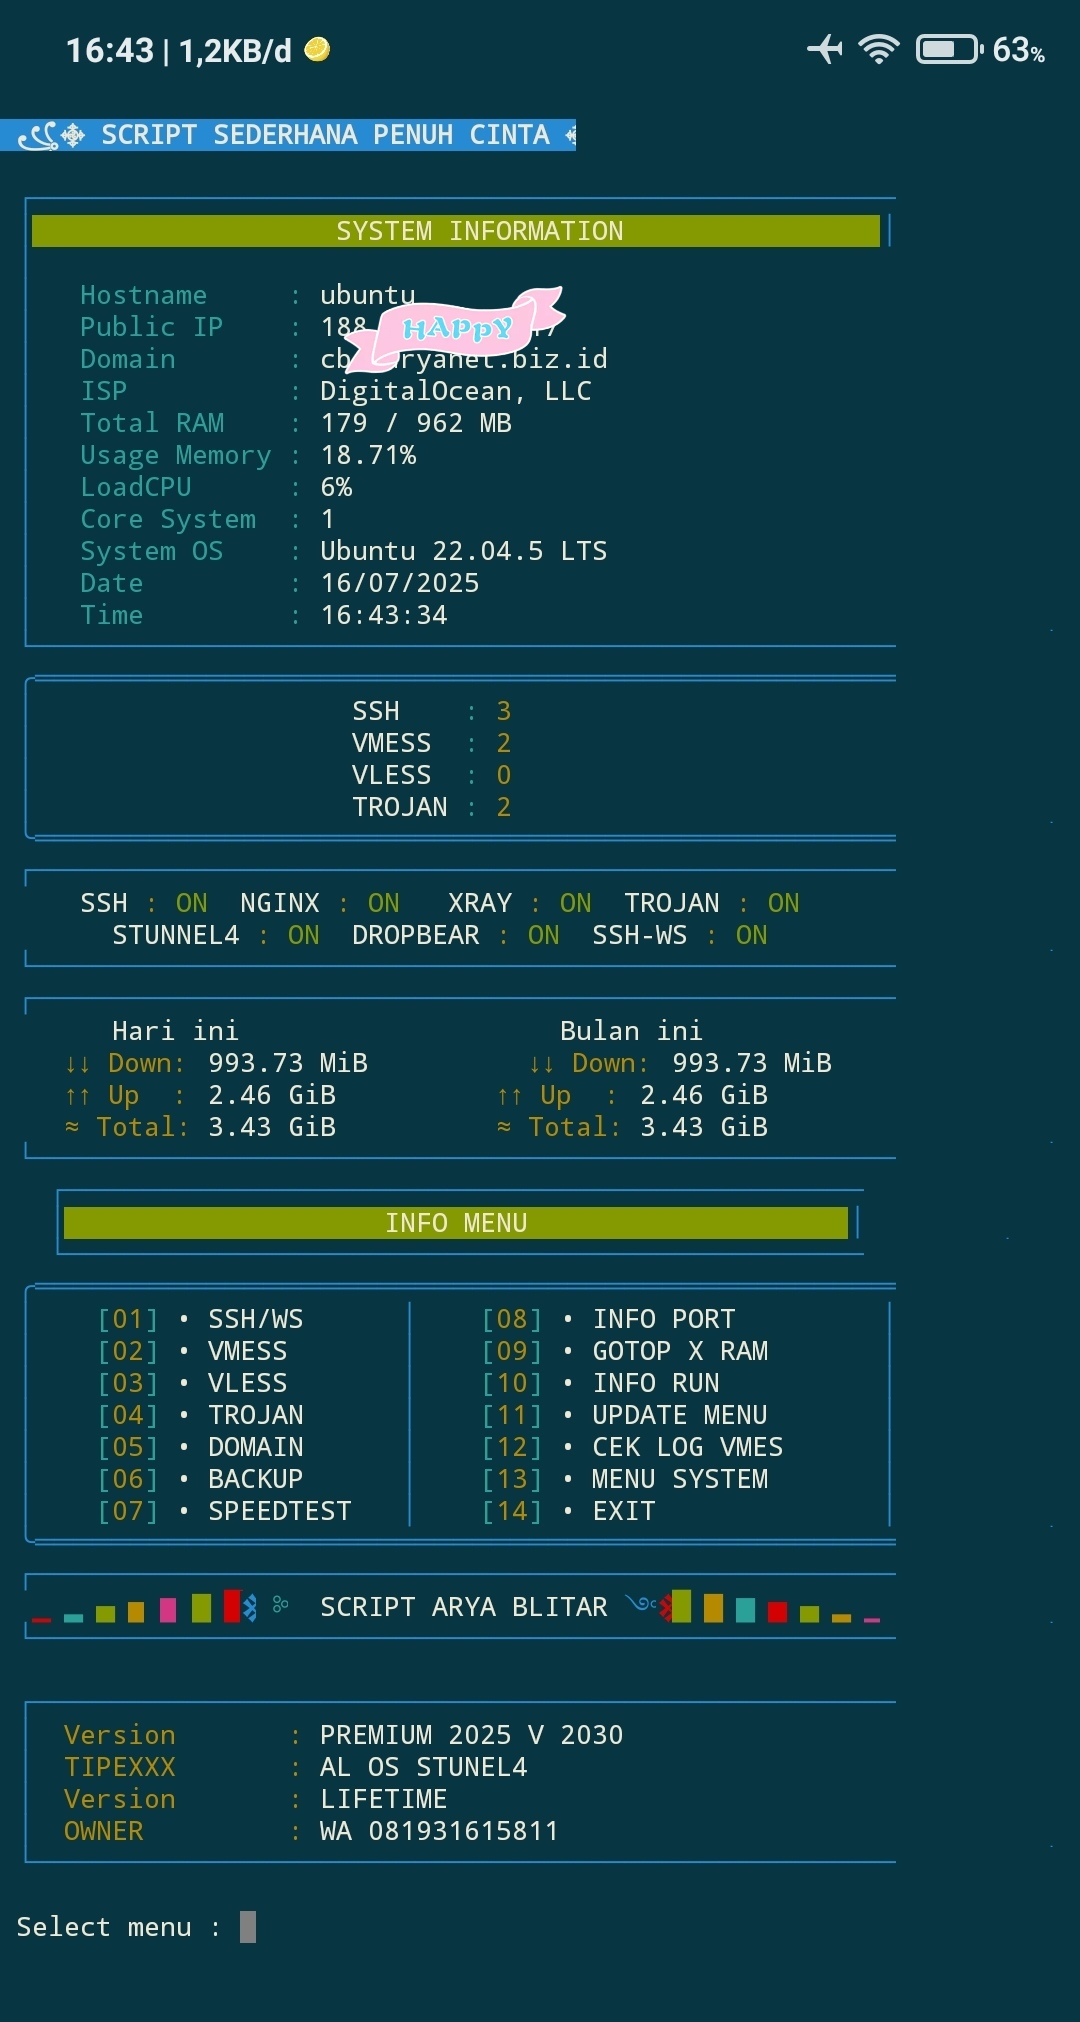 16:43 | 1,2KB/d 63%
SCRIPT SEDERHANA PENUH CINTA
SYSTEM INFORMATION
Hostname : ubuntu
Public IP : 188
HAPPY
Domain : cb ryanet.biz.id
ISP : DigitalOcean, LLC
Total RAM : 179 / 962 MB
Usage Memory : 18.71%
LoadCPU : 6%
Core System : 1
System OS : Ubuntu 22.04.5 LTS
Date : 16/07/2025
Time : 16:43:34
SSH : 3
VMESS : 2
VLESS : 0
TROJAN : 2
SSH : ON NGINX : ON XRAY : ON TROJAN : ON
STUNNEL4 : ON DROPBEAR : ON SSH-WS : ON
Hari ini Bulan ini
↓↓ Down: 993.73 MiB ↓↓ Down: 993.73 MiB
↑↑ Up : 2.46 GiB ↑↑ Up : 2.46 GiB
≈ Total: 3.43 GiB ≈ Total: 3.43 GiB
INFO MENU
[01] • SSH/WS [08] • INFO PORT
[02] • VMESS [09] • GOTOP X RAM
[03] • VLESS [10] • INFO RUN
[04] • TROJAN [11] • UPDATE MENU
[05] • DOMAIN [12] • CEK LOG VMES
[06] • BACKUP [13] • MENU SYSTEM
[07] • SPEEDTEST [14] • EXIT
SCRIPT ARYA BLITAR
Version : PREMIUM 2025 V 2030
TIPEXXX : AL OS STUNEL4
Version : LIFETIME
OWNER : WA 081931615811
Select menu :